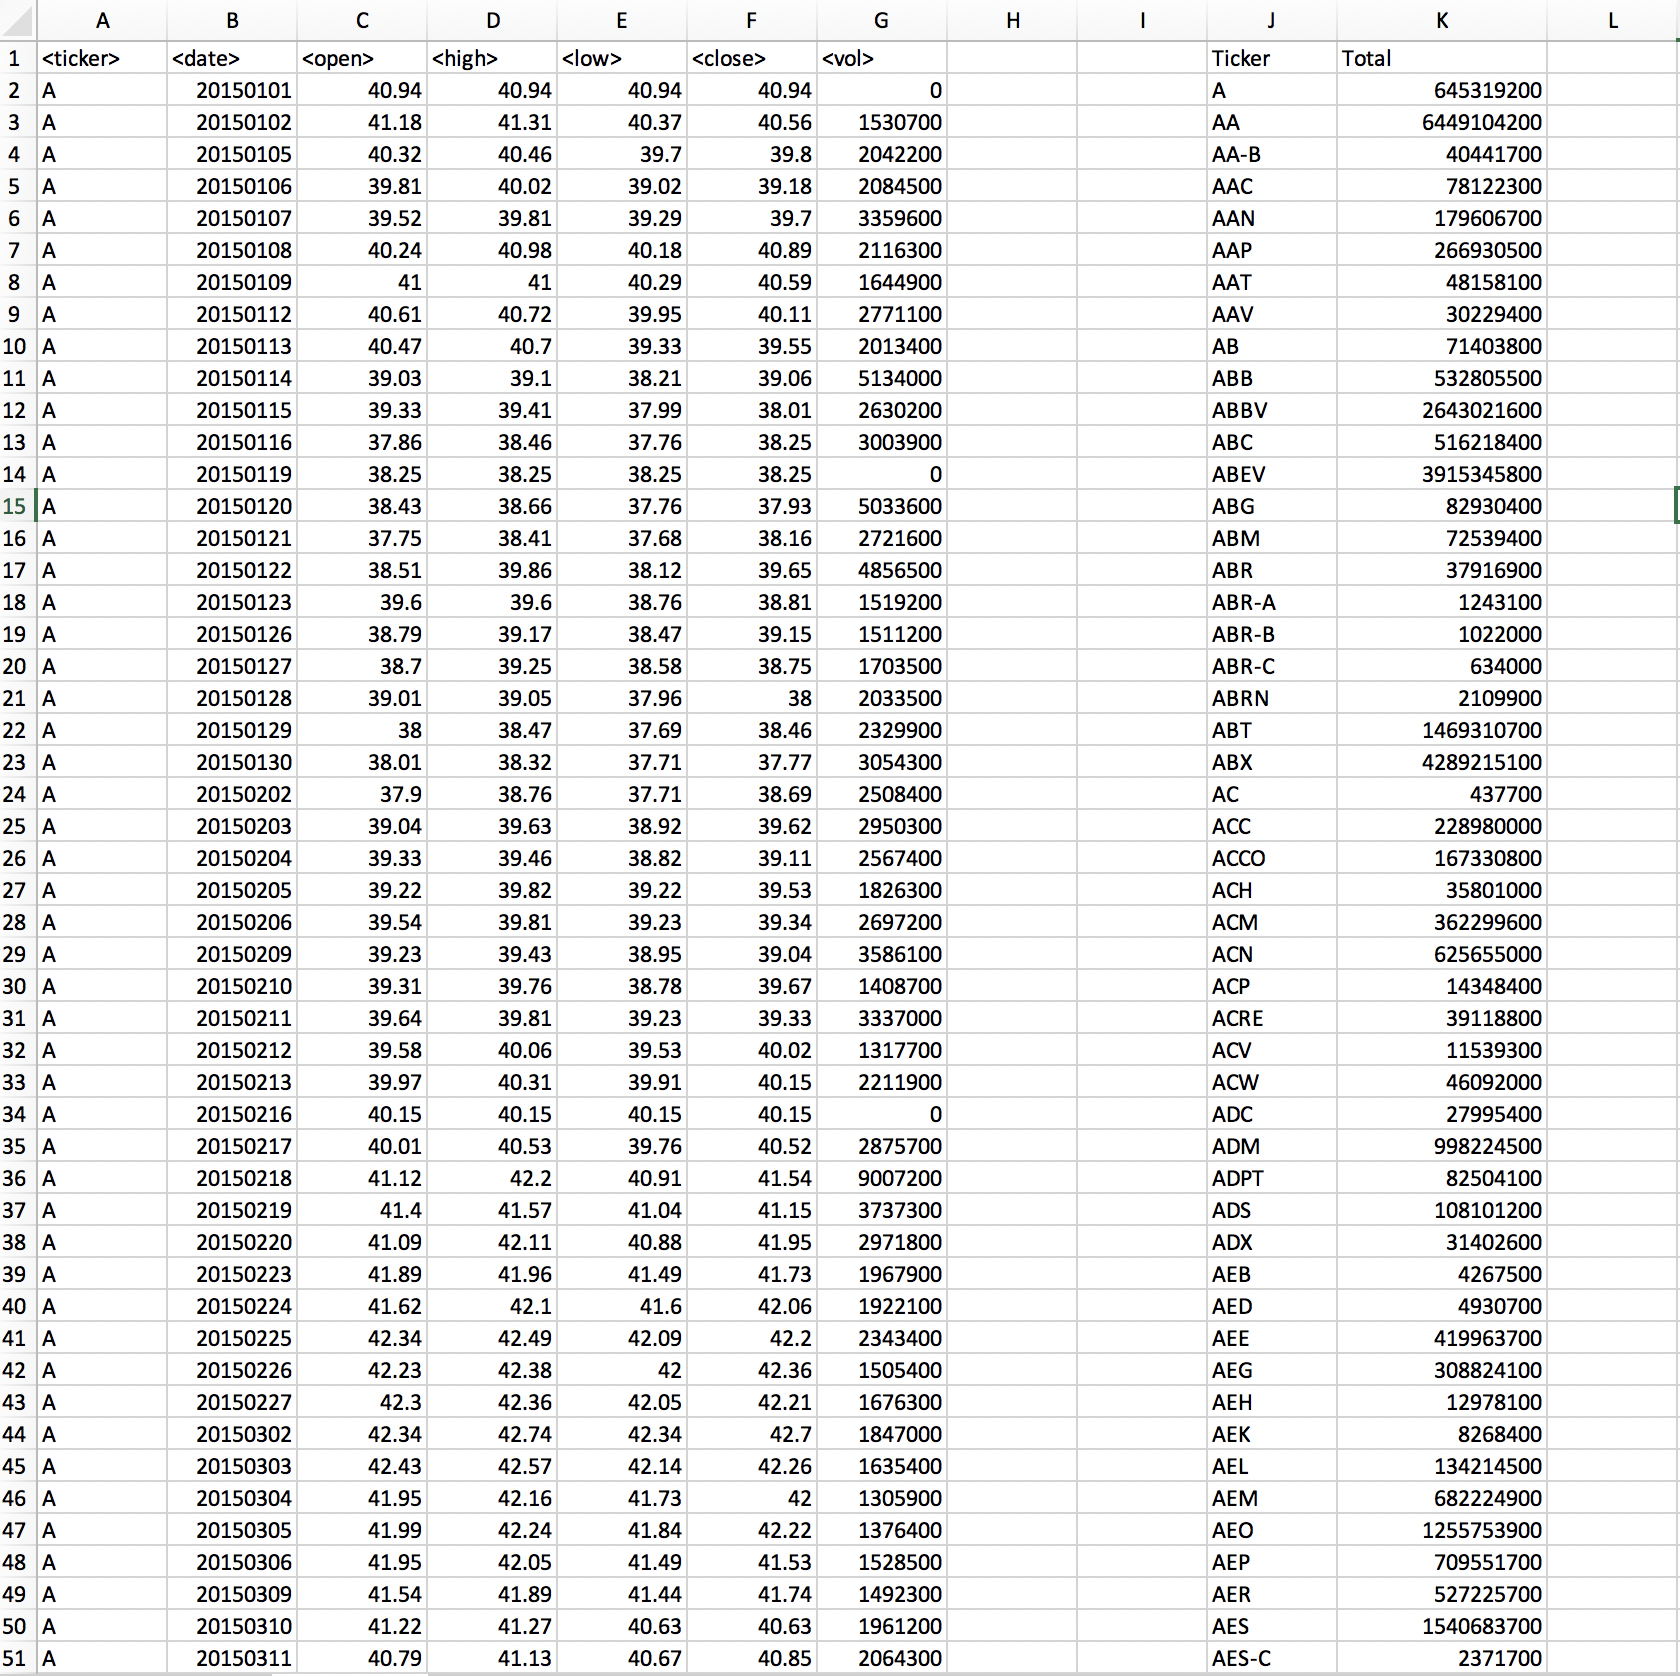 A B C D E F G H I J K L
1 <ticker> <date> <open> <high> <low> <close> <vol> Ticker Total
2 A 20150101 40.94 40.94 40.94 40.94 0 A 645319200
3 A 20150102 41.18 41.31 40.37 40.56 1530700 AA 6449104200
4 A 20150105 40.32 40.46 39.7 39.8 2042200 AA-B 40441700
5 A 20150106 39.81 40.02 39.02 39.18 2084500 AAC 78122300
6 A 20150107 39.52 39.81 39.29 39.7 3359600 AAN 179606700
7 A 20150108 40.24 40.98 40.18 40.89 2116300 AAP 266930500
8 A 20150109 41 41 40.29 40.59 1644900 AAT 48158100
9 A 20150112 40.61 40.72 39.95 40.11 2771100 AAV 30229400
10 A 20150113 40.47 40.7 39.33 39.55 2013400 AB 71403800
11 A 20150114 39.03 39.1 38.21 39.06 5134000 ABB 532805500
12 A 20150115 39.33 39.41 37.99 38.01 2630200 ABBV 2643021600
13 A 20150116 37.86 38.46 37.76 38.25 3003900 ABC 516218400
14 A 20150119 38.25 38.25 38.25 38.25 0 ABEV 3915345800
15 A 20150120 38.43 38.66 37.76 37.93 5033600 ABG 82930400
16 A 20150121 37.75 38.41 37.68 38.16 2721600 ABM 72539400
17 A 20150122 38.51 39.86 38.12 39.65 4856500 ABR 37916900
18 A 20150123 39.6 39.6 38.76 38.81 1519200 ABR-A 1243100
19 A 20150126 38.79 39.17 38.47 39.15 1511200 ABR-B 1022000
20 A 20150127 38.7 39.25 38.58 38.75 1703500 ABR-C 634000
21 A 20150128 39.01 39.05 37.96 38 2033500 ABRN 2109900
22 A 20150129 38 38.47 37.69 38.46 2329900 ABT 1469310700
23 A 20150130 38.01 38.32 37.71 37.77 3054300 ABX 4289215100
24 A 20150202 37.9 38.76 37.71 38.69 2508400 AC 437700
25 A 20150203 39.04 39.63 38.92 39.62 2950300 ACC 228980000
26 A 20150204 39.33 39.46 38.82 39.11 2567400 ACCO 167330800
27 A 20150205 39.22 39.82 39.22 39.53 1826300 ACH 35801000
28 A 20150206 39.54 39.81 39.23 39.34 2697200 ACM 362299600
29 A 20150209 39.23 39.43 38.95 39.04 3586100 ACN 625655000
30 A 20150210 39.31 39.76 38.78 39.67 1408700 ACP 14348400
31 A 20150211 39.64 39.81 39.23 39.33 3337000 ACRE 39118800
32 A 20150212 39.58 40.06 39.53 40.02 1317700 ACV 11539300
33 A 20150213 39.97 40.31 39.91 40.15 2211900 ACW 46092000
34 A 20150216 40.15 40.15 40.15 40.15 0 ADC 27995400
35 A 20150217 40.01 40.53 39.76 40.52 2875700 ADM 998224500
36 A 20150218 41.12 42.2 40.91 41.54 9007200 ADPT 82504100
37 A 20150219 41.4 41.57 41.04 41.15 3737300 ADS 108101200
38 A 20150220 41.09 42.11 40.88 41.95 2971800 ADX 31402600
39 A 20150223 41.89 41.96 41.49 41.73 1967900 AEB 4267500
40 A 20150224 41.62 42.1 41.6 42.06 1922100 AED 4930700
41 A 20150225 42.34 42.49 42.09 42.2 2343400 AEE 419963700
42 A 20150226 42.23 42.38 42 42.36 1505400 AEG 308824100
43 A 20150227 42.3 42.36 42.05 42.21 1676300 AEH 12978100
44 A 20150302 42.34 42.74 42.34 42.7 1847000 AEK 8268400
45 A 20150303 42.43 42.57 42.14 42.26 1635400 AEL 134214500
46 A 20150304 41.95 42.16 41.73 42 1305900 AEM 682224900
47 A 20150305 41.99 42.24 41.84 42.22 1376400 AEO 1255753900
48 A 20150306 41.95 42.05 41.49 41.53 1528500 AEP 709551700
49 A 20150309 41.54 41.89 41.44 41.74 1492300 AER 527225700
50 A 20150310 41.22 41.27 40.63 40.63 1961200 AES 1540683700
51 A 20150311 40.79 41.13 40.67 40.85 2064300 AES-C 2371700